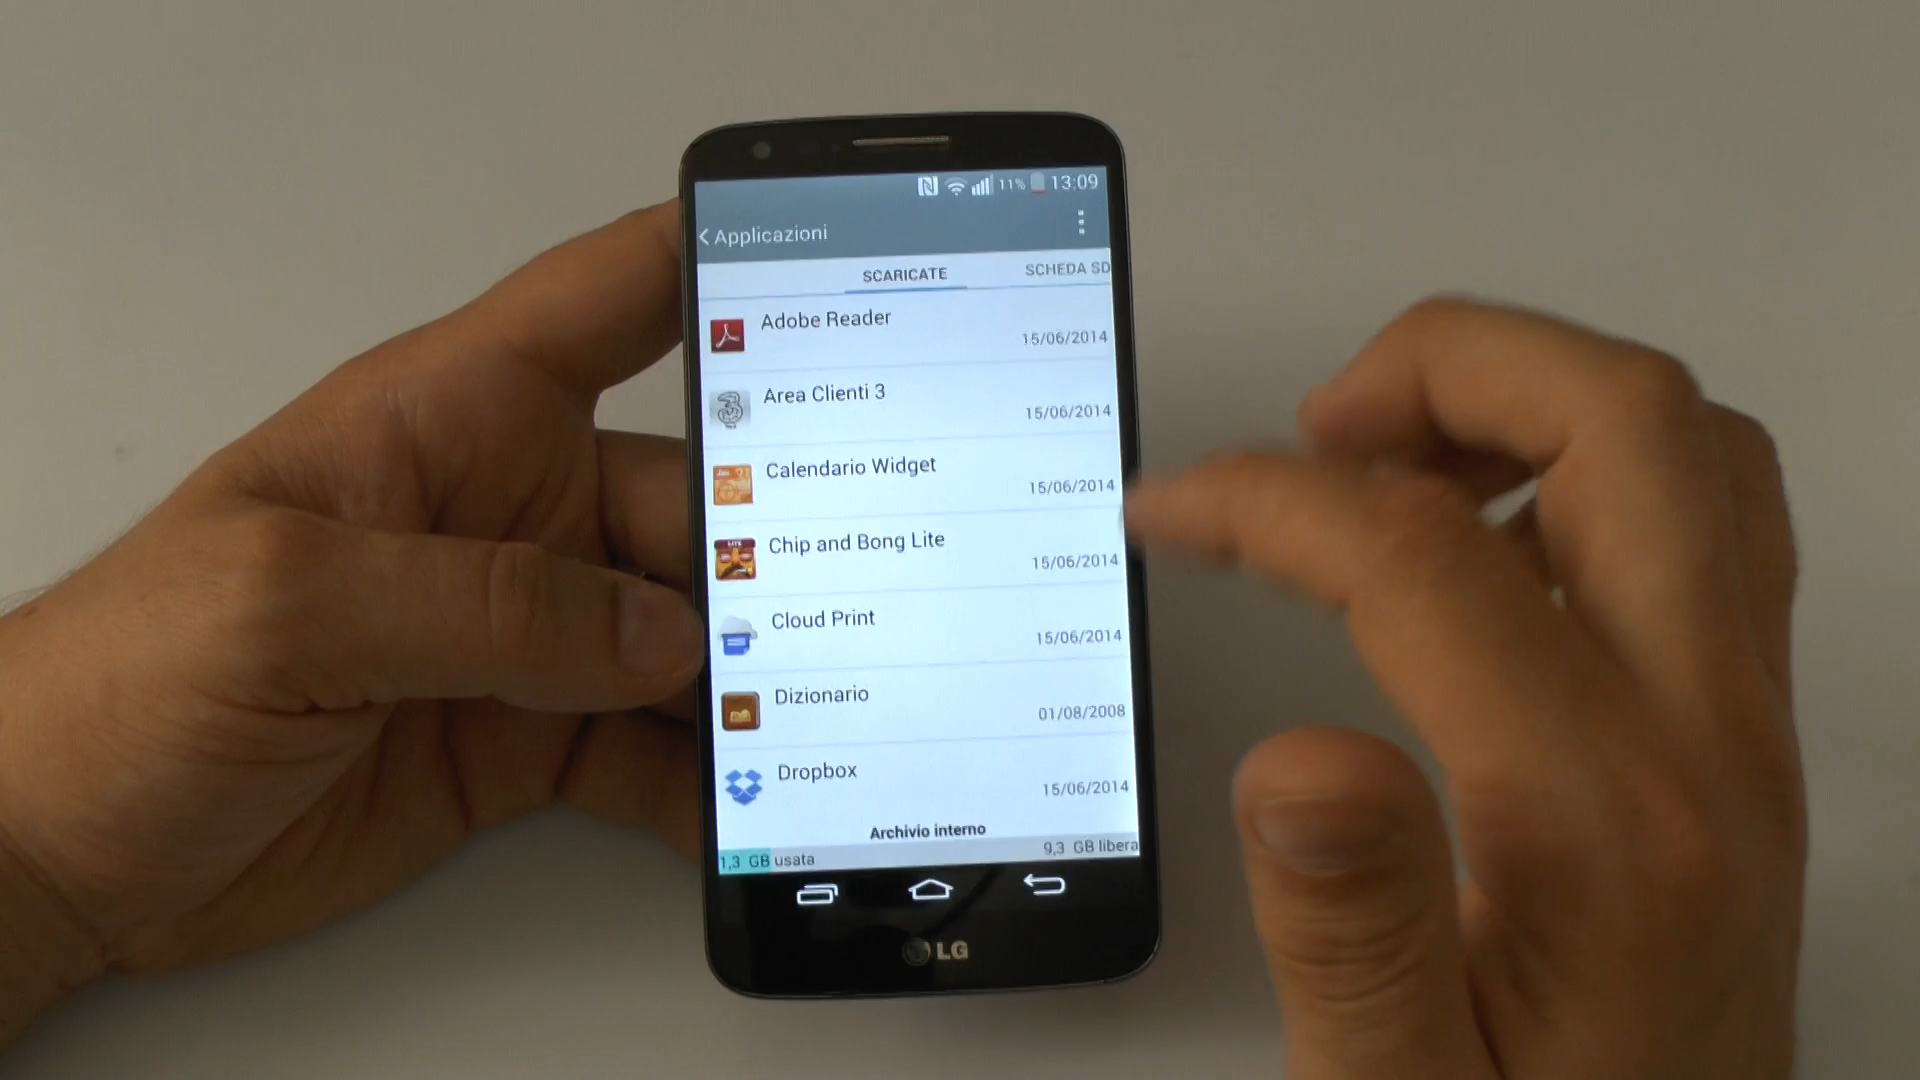 11% 13:09
Applicazioni
SCARICATE SCHEDA SD
Adobe Reader
15/06/2014
Area Clienti 3
15/06/2014
Calendario Widget
15/06/2014
LITE
Chip and Bong Lite
15/06/2014
Cloud Print
15/06/2014
Dizionario
01/08/2008
Dropbox
15/06/2014
Archivio interno
1,3 GB usata 9,3 GB libera
LG